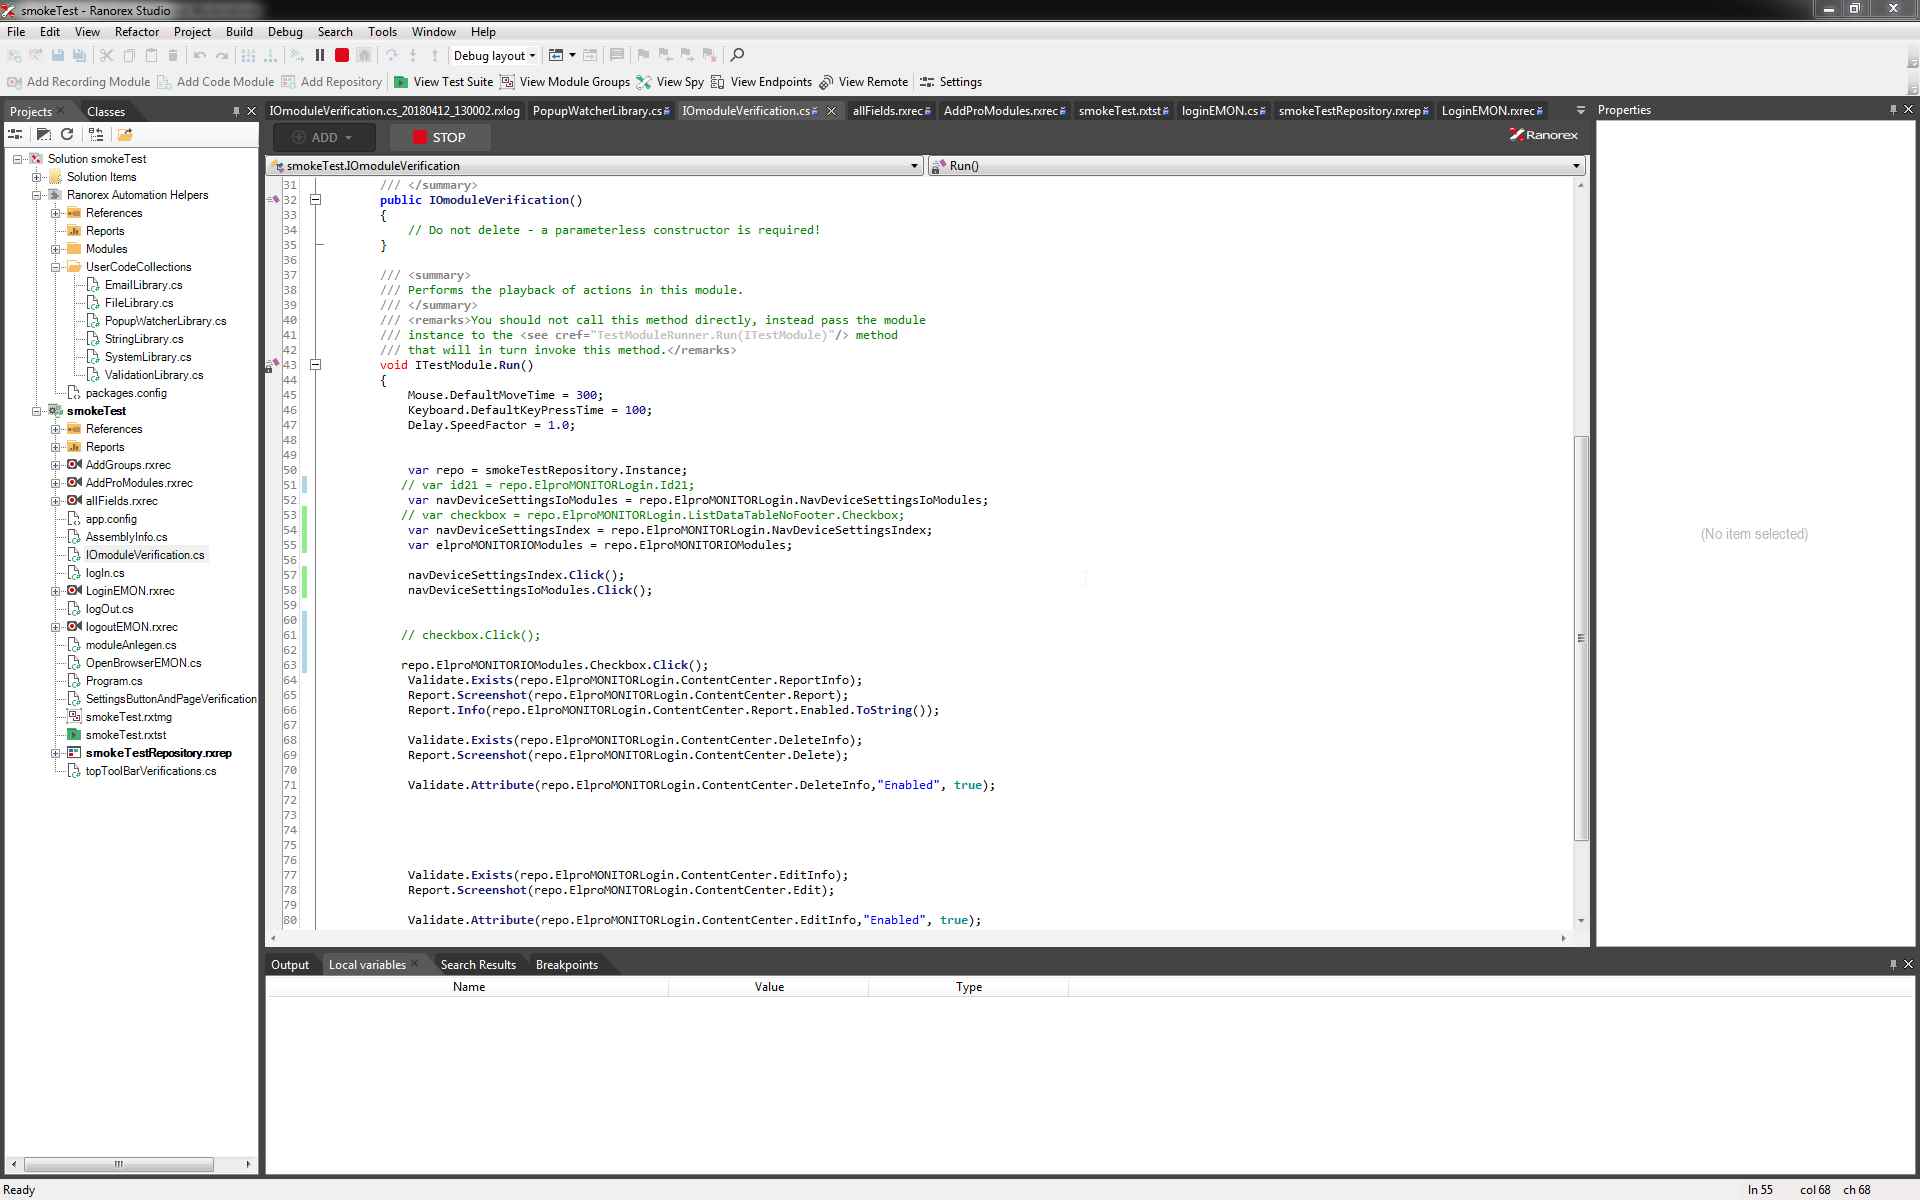 smokeTest - Ranorex Studio
File Edit View Refactor Project Build Debug Search Tools Window Help
Debug layout
Add Recording Module Add Code Module Add Repository View Test Suite View Module Groups View Spy View Endpoints View Remote Settings
Projects Classes
Solution smokeTest
Solution Items
Ranorex Automation Helpers
References
Reports
Modules
UserCodeCollections
EmailLibrary.cs
FileLibrary.cs
PopupWatcherLibrary.cs
StringLibrary.cs
SystemLibrary.cs
ValidationLibrary.cs
packages.config
smokeTest
References
Reports
AddGroups.rxrec
AddProModules.rxrec
allFields.rxrec
app.config
AssemblyInfo.cs
IOmoduleVerification.cs
logIn.cs
LoginEMON.rxrec
logOut.cs
logoutEMON.rxrec
moduleAnlegen.cs
OpenBrowserEMON.cs
Program.cs
SettingsButtonAndPageVerification
smokeTest.rxtmg
smokeTest.rxtst
smokeTestRepository.rxrep
topToolBarVerifications.cs
IOmoduleVerification.cs_20180412_130002.rxlog PopupWatcherLibrary.cs IOmoduleVerification.cs allFields.rxrec AddProModules.rxrec smokeTest.rxtst loginEMON.cs smokeTestRepository.rxrep LoginEMON.rxrec
ADD STOP Ranorex
smokeTest.IOmoduleVerification Run()
31 /// </summary>
32 public IOmoduleVerification()
33 {
34 // Do not delete - a parameterless constructor is required!
35 }
36
37 /// <summary>
38 /// Performs the playback of actions in this module.
39 /// </summary>
40 /// <remarks>You should not call this method directly, instead pass the module
41 /// instance to the <see cref="TestModuleRunner.Run(ITestModule)"/> method
42 /// that will in turn invoke this method.</remarks>
43 void ITestModule.Run()
44 {
45 Mouse.DefaultMoveTime = 300;
46 Keyboard.DefaultKeyPressTime = 100;
47 Delay.SpeedFactor = 1.0;
48
49
50 var repo = smokeTestRepository.Instance;
51 // var id21 = repo.ElproMONITORLogin.Id21;
52 var navDeviceSettingsIoModules = repo.ElproMONITORLogin.NavDeviceSettingsIoModules;
53 // var checkbox = repo.ElproMONITORLogin.ListDataTableNoFooter.Checkbox;
54 var navDeviceSettingsIndex = repo.ElproMONITORLogin.NavDeviceSettingsIndex;
55 var elproMONITORIOModules = repo.ElproMONITORIOModules;
56
57 navDeviceSettingsIndex.Click();
58 navDeviceSettingsIoModules.Click();
59
60
61 // checkbox.Click();
62
63 repo.ElproMONITORIOModules.Checkbox.Click();
64 Validate.Exists(repo.ElproMONITORLogin.ContentCenter.ReportInfo);
65 Report.Screenshot(repo.ElproMONITORLogin.ContentCenter.Report);
66 Report.Info(repo.ElproMONITORLogin.ContentCenter.Report.Enabled.ToString());
67
68 Validate.Exists(repo.ElproMONITORLogin.ContentCenter.DeleteInfo);
69 Report.Screenshot(repo.ElproMONITORLogin.ContentCenter.Delete);
70
71 Validate.Attribute(repo.ElproMONITORLogin.ContentCenter.DeleteInfo,"Enabled", true);
72
73
74
75
76
77 Validate.Exists(repo.ElproMONITORLogin.ContentCenter.EditInfo);
78 Report.Screenshot(repo.ElproMONITORLogin.ContentCenter.Edit);
79
80 Validate.Attribute(repo.ElproMONITORLogin.ContentCenter.EditInfo,"Enabled", true);
Properties
(No item selected)
Output Local variables Search Results Breakpoints
Name Value Type
Ready ln 55 col 68 ch 68